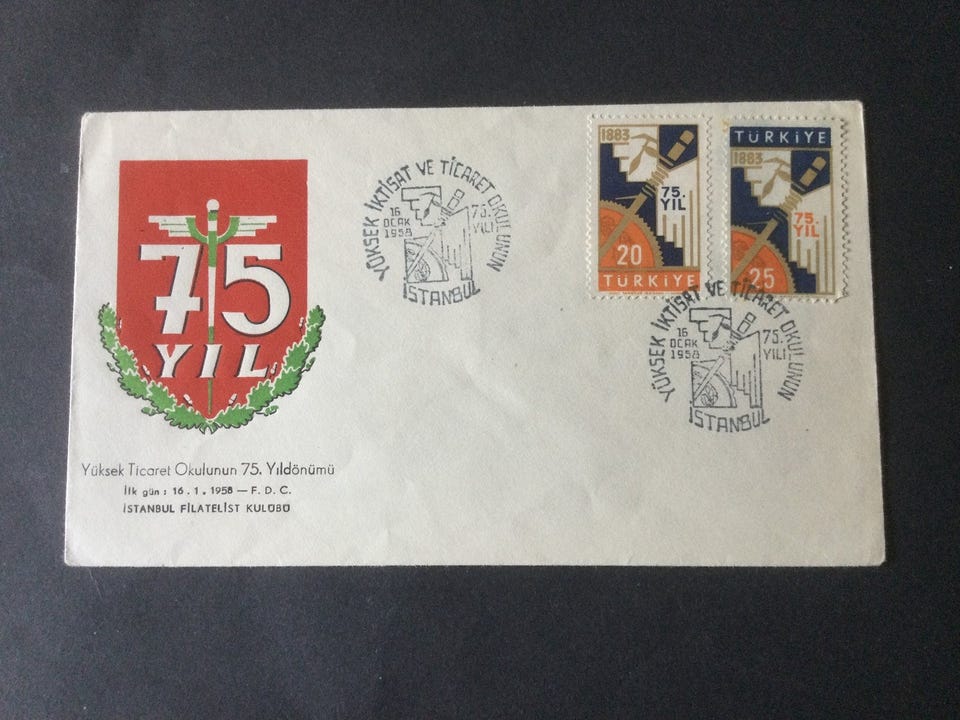 75
YIL
Yüksek Ticaret Okulunun 75. Yıldönümü
İlk gün : 16 . 1 . 1958 — F. D. C.
İSTANBUL FİLATELİST KULÜBÜ
YÜKSEK İKTİSAT VE TİCARET OKULUNUN
16
OCAK
1958
75.
YILI
İSTANBUL
1883
75.
YIL
20
TÜRKİYE
TÜRKİYE
1883
75.
YIL
25
YÜKSEK İKTİSAT VE TİCARET OKULUNUN
16
OCAK
1958
75.
YILI
İSTANBUL